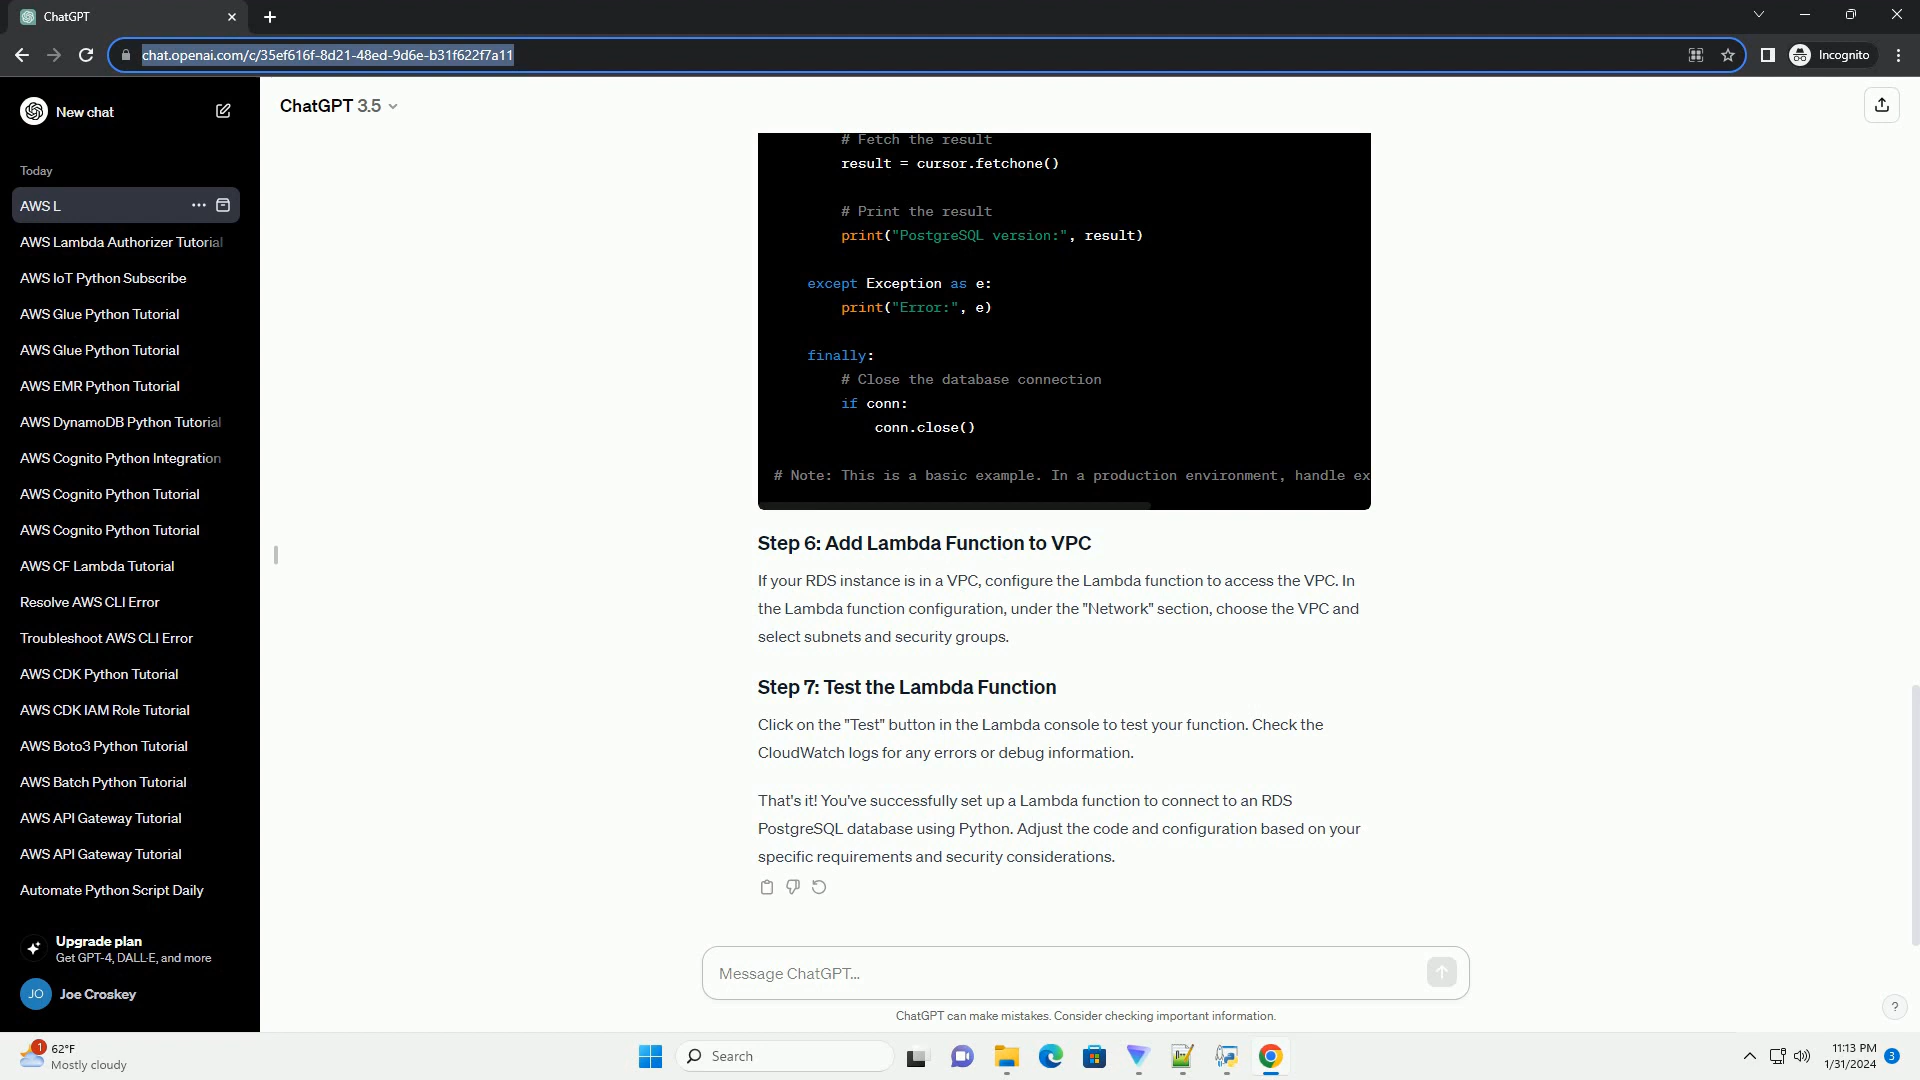 ChatGPT
chat.openai.com/c/35ef616f-8d21-48ed-9d6e-b31f622f7a11
Incognito
New chat
Today
AWS L
AWS Lambda Authorizer Tutorial
AWS IoT Python Subscribe
AWS Glue Python Tutorial
AWS Glue Python Tutorial
AWS EMR Python Tutorial
AWS DynamoDB Python Tutorial
AWS Cognito Python Integration
AWS Cognito Python Tutorial
AWS Cognito Python Tutorial
AWS CF Lambda Tutorial
Resolve AWS CLI Error
Troubleshoot AWS CLI Error
AWS CDK Python Tutorial
AWS CDK IAM Role Tutorial
AWS Boto3 Python Tutorial
AWS Batch Python Tutorial
AWS API Gateway Tutorial
AWS API Gateway Tutorial
Automate Python Script Daily
Upgrade plan
Get GPT-4, DALL·E, and more
JO Joe Croskey
ChatGPT 3.5
# Fetch the result
result = cursor.fetchone()
# Print the result
print("PostgreSQL version:", result)
except Exception as e:
print("Error:", e)
finally:
# Close the database connection
if conn:
conn.close()
# Note: This is a basic example. In a production environment, handle ex
Step 6: Add Lambda Function to VPC
If your RDS instance is in a VPC, configure the Lambda function to access the VPC. In
the Lambda function configuration, under the "Network" section, choose the VPC and
select subnets and security groups.
Step 7: Test the Lambda Function
Click on the "Test" button in the Lambda console to test your function. Check the
CloudWatch logs for any errors or debug information.
That's it! You've successfully set up a Lambda function to connect to an RDS
PostgreSQL database using Python. Adjust the code and configuration based on your
specific requirements and security considerations.
Message ChatGPT...
ChatGPT can make mistakes. Consider checking important information.
?
1
62°F
Mostly cloudy
Search
11:13 PM
1/31/2024
3